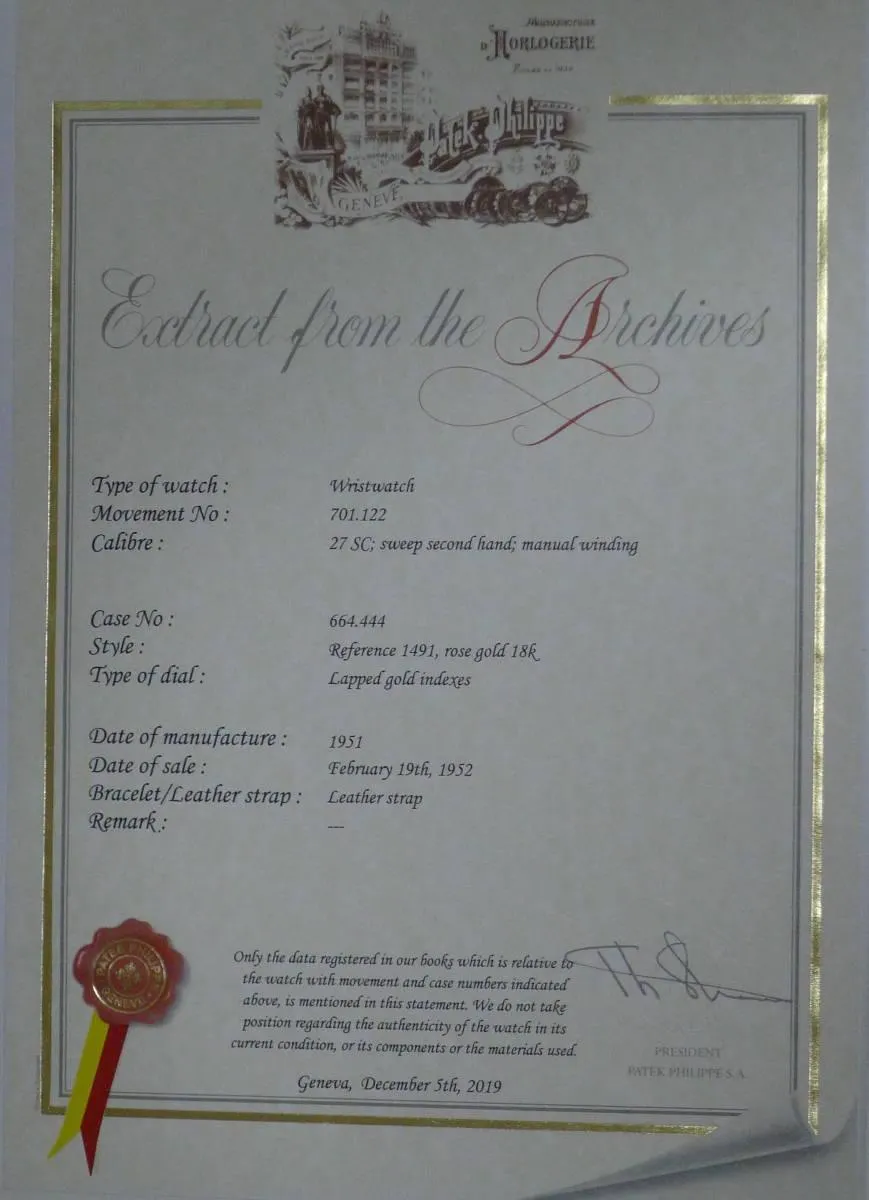 MANUFACTURE
D'HORLOGERIE
Patek Philippe
GENÈVE
Extract from the Archives
Type of watch : Wristwatch
Movement No : 701.122
Calibre : 27 SC; sweep second hand; manual winding
Case No : 664.444
Style : Reference 1491, rose gold 18k
Type of dial : Lapped gold indexes
Date of manufacture : 1951
Date of sale : February 19th, 1952
Bracelet/Leather strap : Leather strap
Remark : ---
Only the data registered in our books which is relative to
the watch with movement and case numbers indicated
above, is mentioned in this statement. We do not take
position regarding the authenticity of the watch in its
current condition, or its components or the materials used.
Geneva, December 5th, 2019
PRESIDENT
PATEK PHILIPPE S.A.
PATEK PHILIPPE
GENEVE